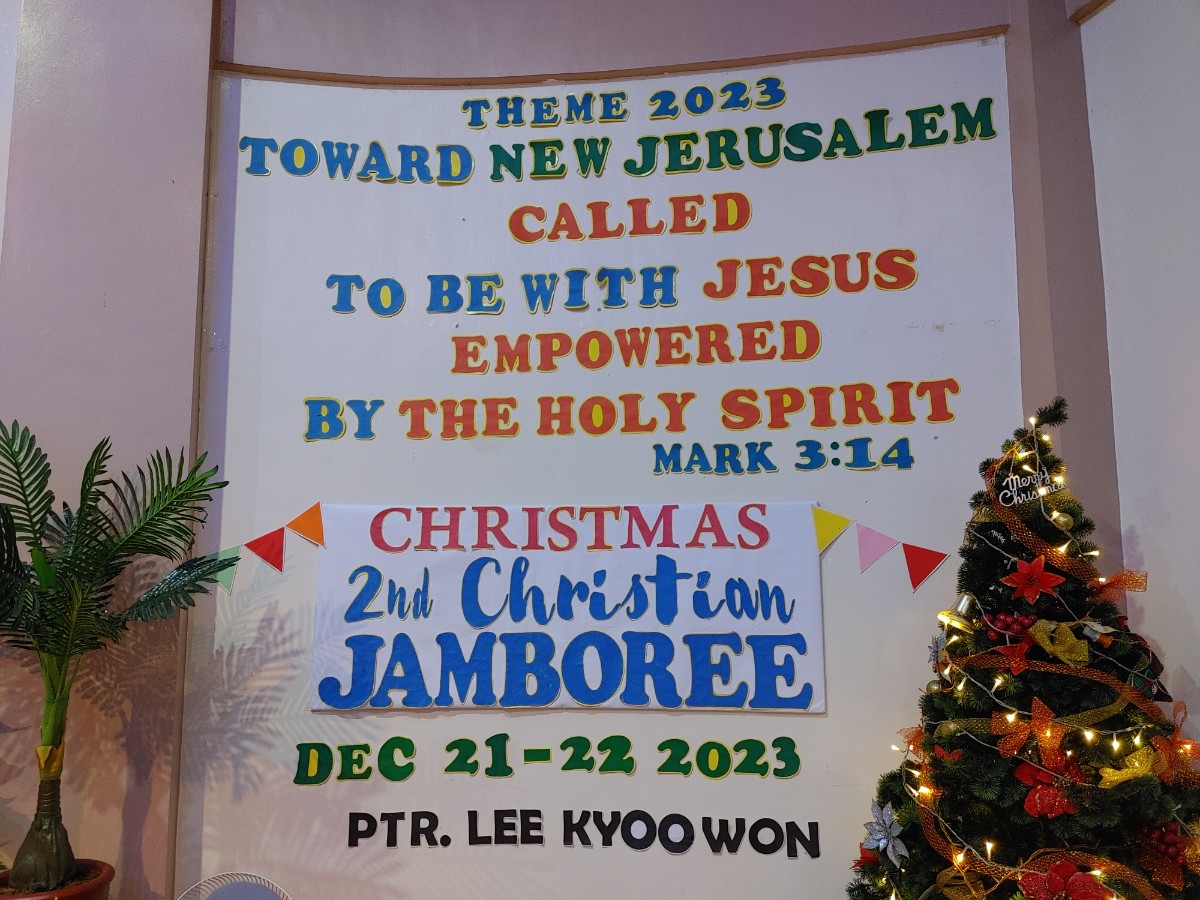 THEME 2023
TOWARD NEW JERUSALEM
CALLED
TO BE WITH JESUS
EMPOWERED
BY THE HOLY SPIRIT
MARK 3:14
CHRISTMAS
2nd Christian
JAMBOREE
DEC 21-22 2023
PTR. LEE KYOO WON
Merry
Christmas